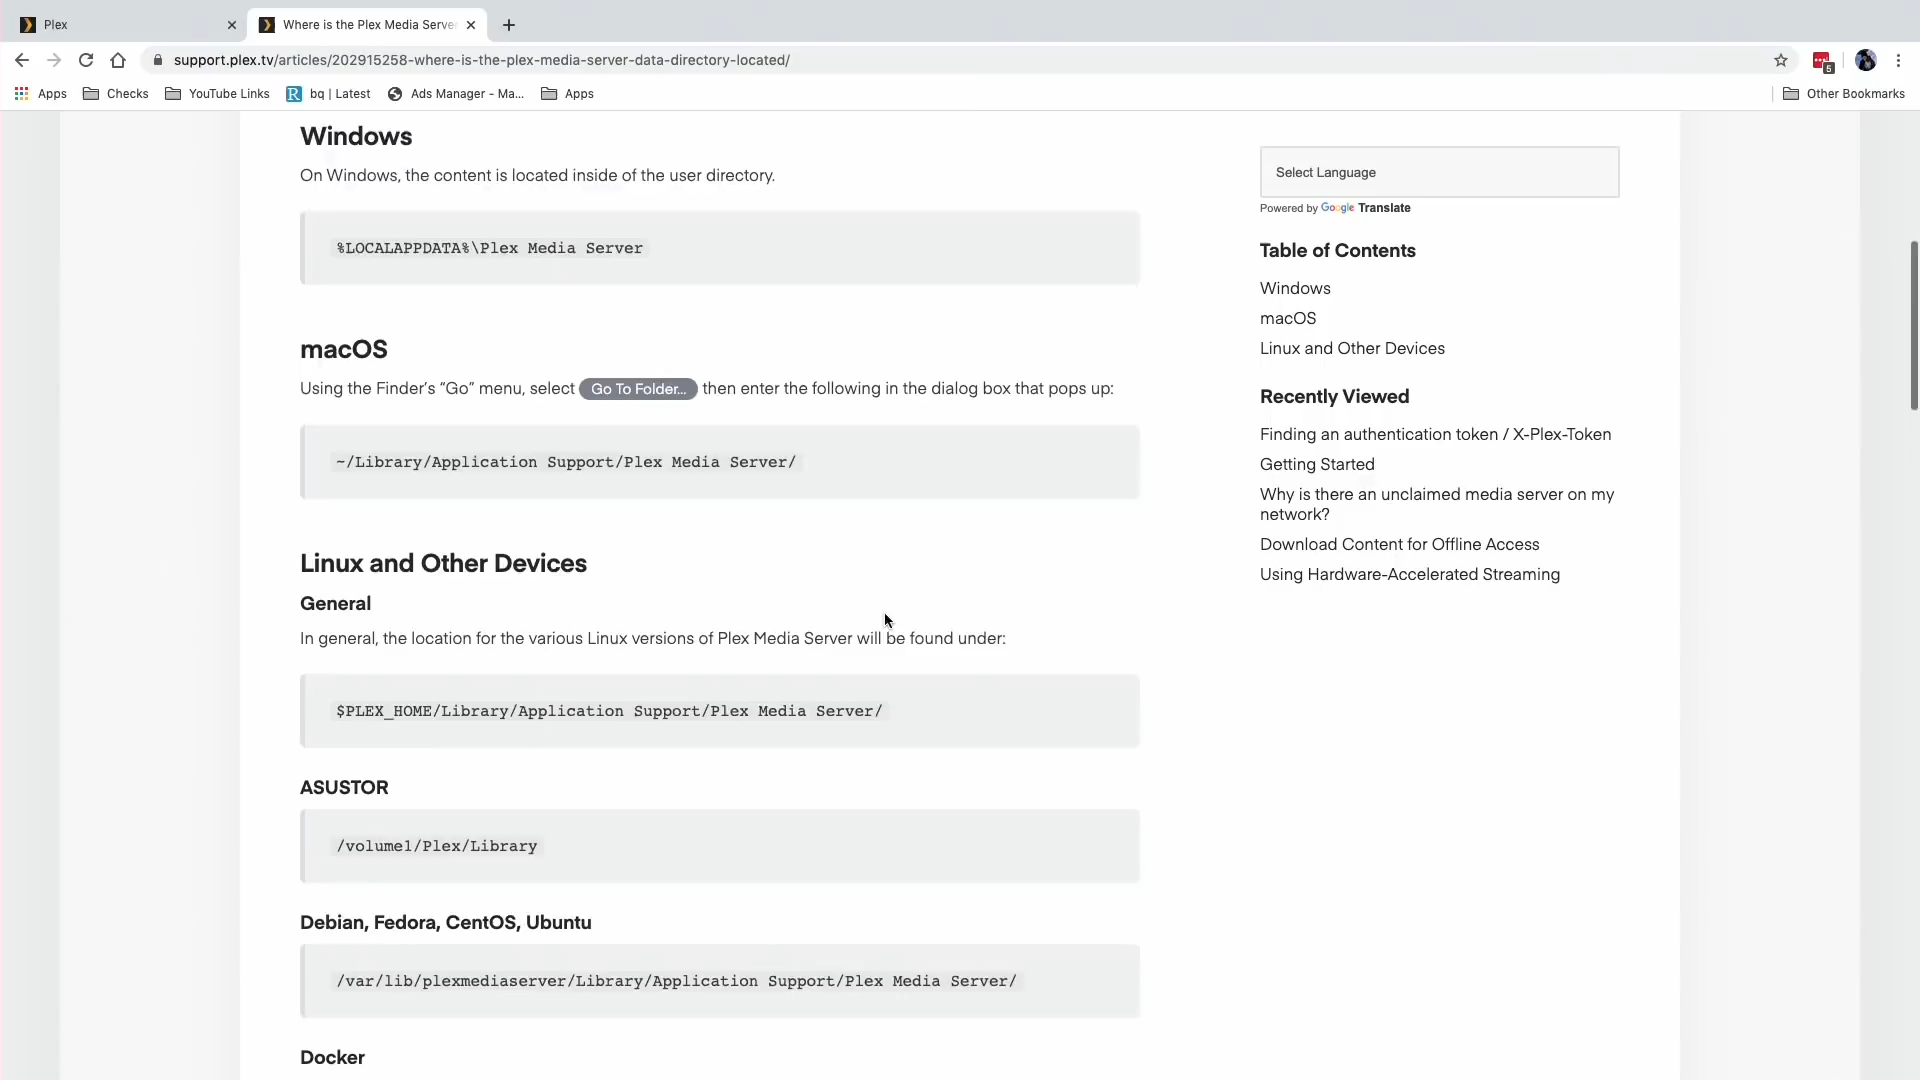 Plex
Where is the Plex Media Server
support.plex.tv/articles/202915258-where-is-the-plex-media-server-data-directory-located/
5
Apps
Checks
YouTube Links
bq | Latest
Ads Manager - Ma...
Apps
Other Bookmarks
Windows
On Windows, the content is located inside of the user directory.
%LOCALAPPDATA%\Plex Media Server
macOS
Using the Finder’s “Go” menu, select Go To Folder... then enter the following in the dialog box that pops up:
~/Library/Application Support/Plex Media Server/
Linux and Other Devices
General
In general, the location for the various Linux versions of Plex Media Server will be found under:
$PLEX_HOME/Library/Application Support/Plex Media Server/
ASUSTOR
/volume1/Plex/Library
Debian, Fedora, CentOS, Ubuntu
/var/lib/plexmediaserver/Library/Application Support/Plex Media Server/
Docker
Select Language
Powered by Google Translate
Table of Contents
Windows
macOS
Linux and Other Devices
Recently Viewed
Finding an authentication token / X-Plex-Token
Getting Started
Why is there an unclaimed media server on my
network?
Download Content for Offline Access
Using Hardware-Accelerated Streaming